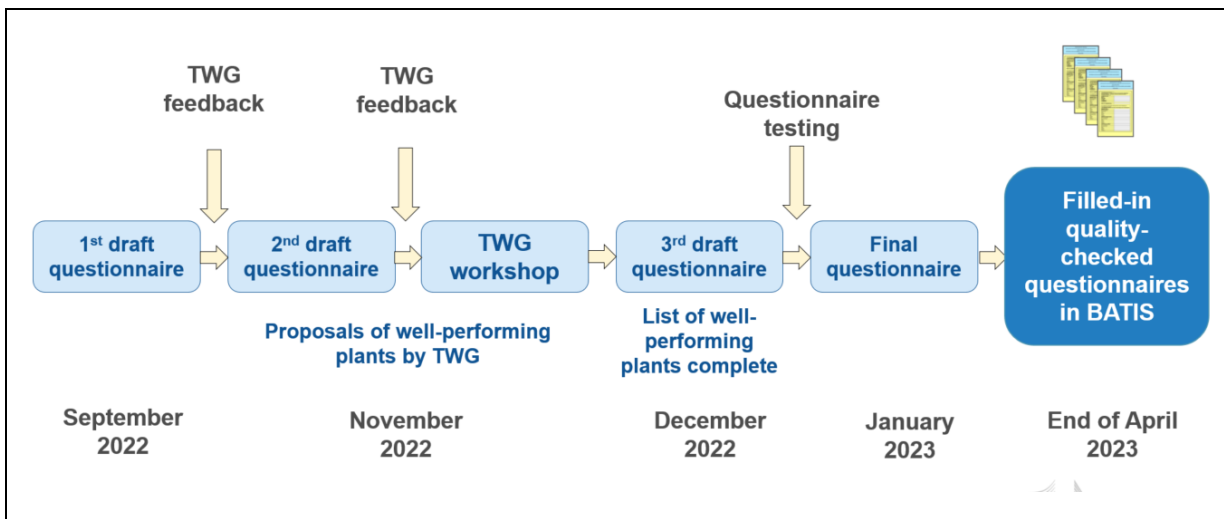 TWG
feedback
TWG
feedback
Questionnaire
testing
1st draft
questionnaire
2nd draft
questionnaire
TWG
workshop
3rd draft
questionnaire
Final
questionnaire
Filled-in
quality-
checked
questionnaires
in BATIS
Proposals of well-performing
plants by TWG
List of well-
performing
plants complete
September
2022
November
2022
December
2022
January
2023
End of April
2023